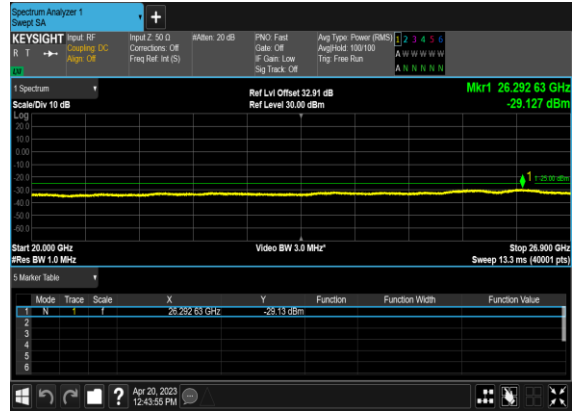 Spectrum Analyzer 1
Swept SA
+
KEYSIGHT Input: RF Input Z: 50 Ω #Atten: 20 dB PNO: Fast Avg Type: Power (RMS) 1 2 3 4 5 6
R T Coupling: DC Corrections: Off Gate: Off Avg|Hold: 100/100 A W W W W W
Align: Off Freq Ref: Int (S) IF Gain: Low Trig: Free Run
Sig Track: Off A N N N N N
1 Spectrum Ref Lvl Offset 32.91 dB Mkr1 26.292 63 GHz
Scale/Div 10 dB Ref Level 30.00 dBm -29.127 dBm
Log
20.0
10.0
0.00
-10.0
-20.0
-30.0
-40.0
-50.0
-60.0
1
Start 20.000 GHz Video BW 3.0 MHz* Stop 26.900 GHz
#Res BW 1.0 MHz Sweep 13.3 ms (40001 pts)
5 Marker Table
Mode Trace Scale X Y Function Function Width Function Value
1 N 1 f 26.292 63 GHz -29.13 dBm
2
3
4
5
6
? Apr 20, 2023
12:43:55 PM